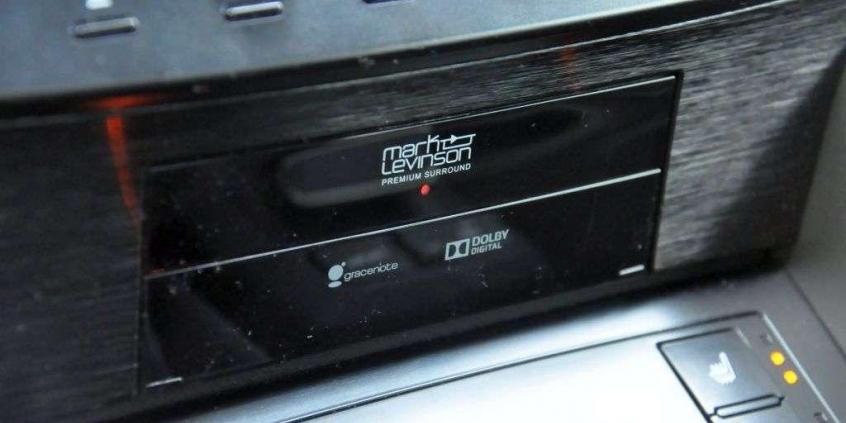 mark
Levinson
PREMIUM SURROUND
gracenote
DOLBY
DIGITAL